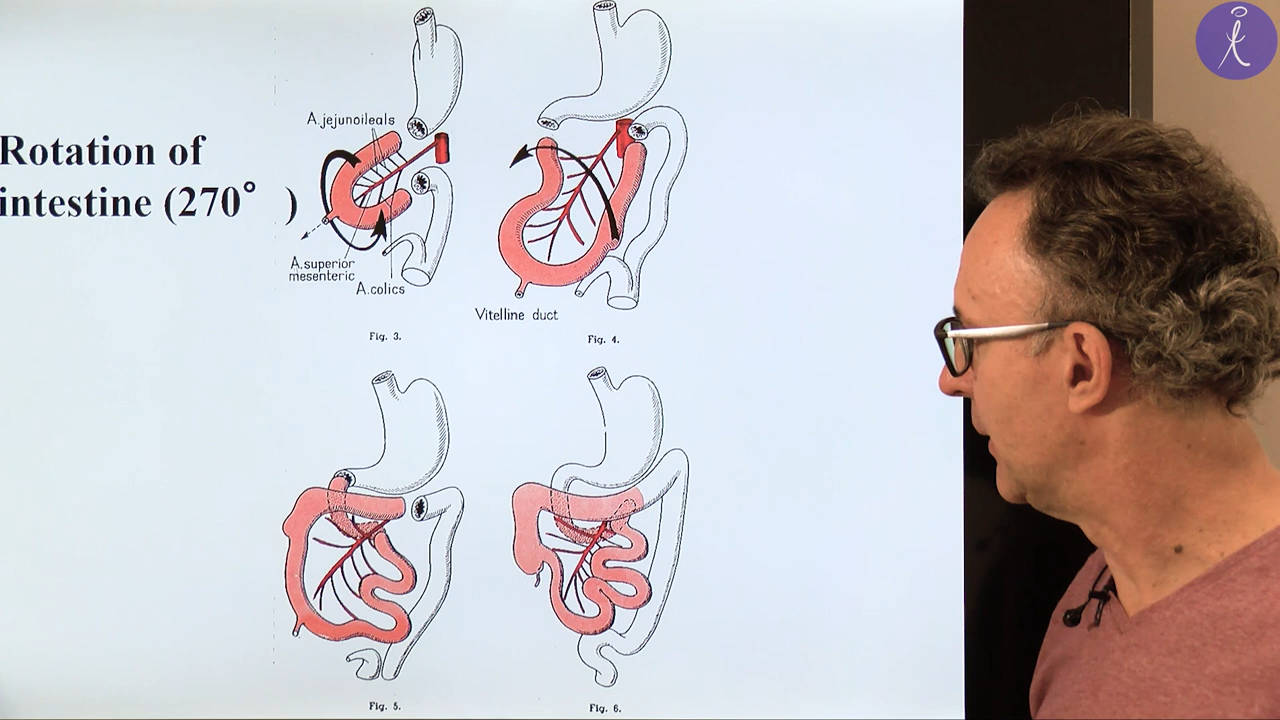 Rotation of
intestine (270° )
A.jejunoileals
A.superior
mesenteric
A.colics
Fig. 3.
Vitelline duct
Fig. 4.
Fig. 5.
Fig. 6.